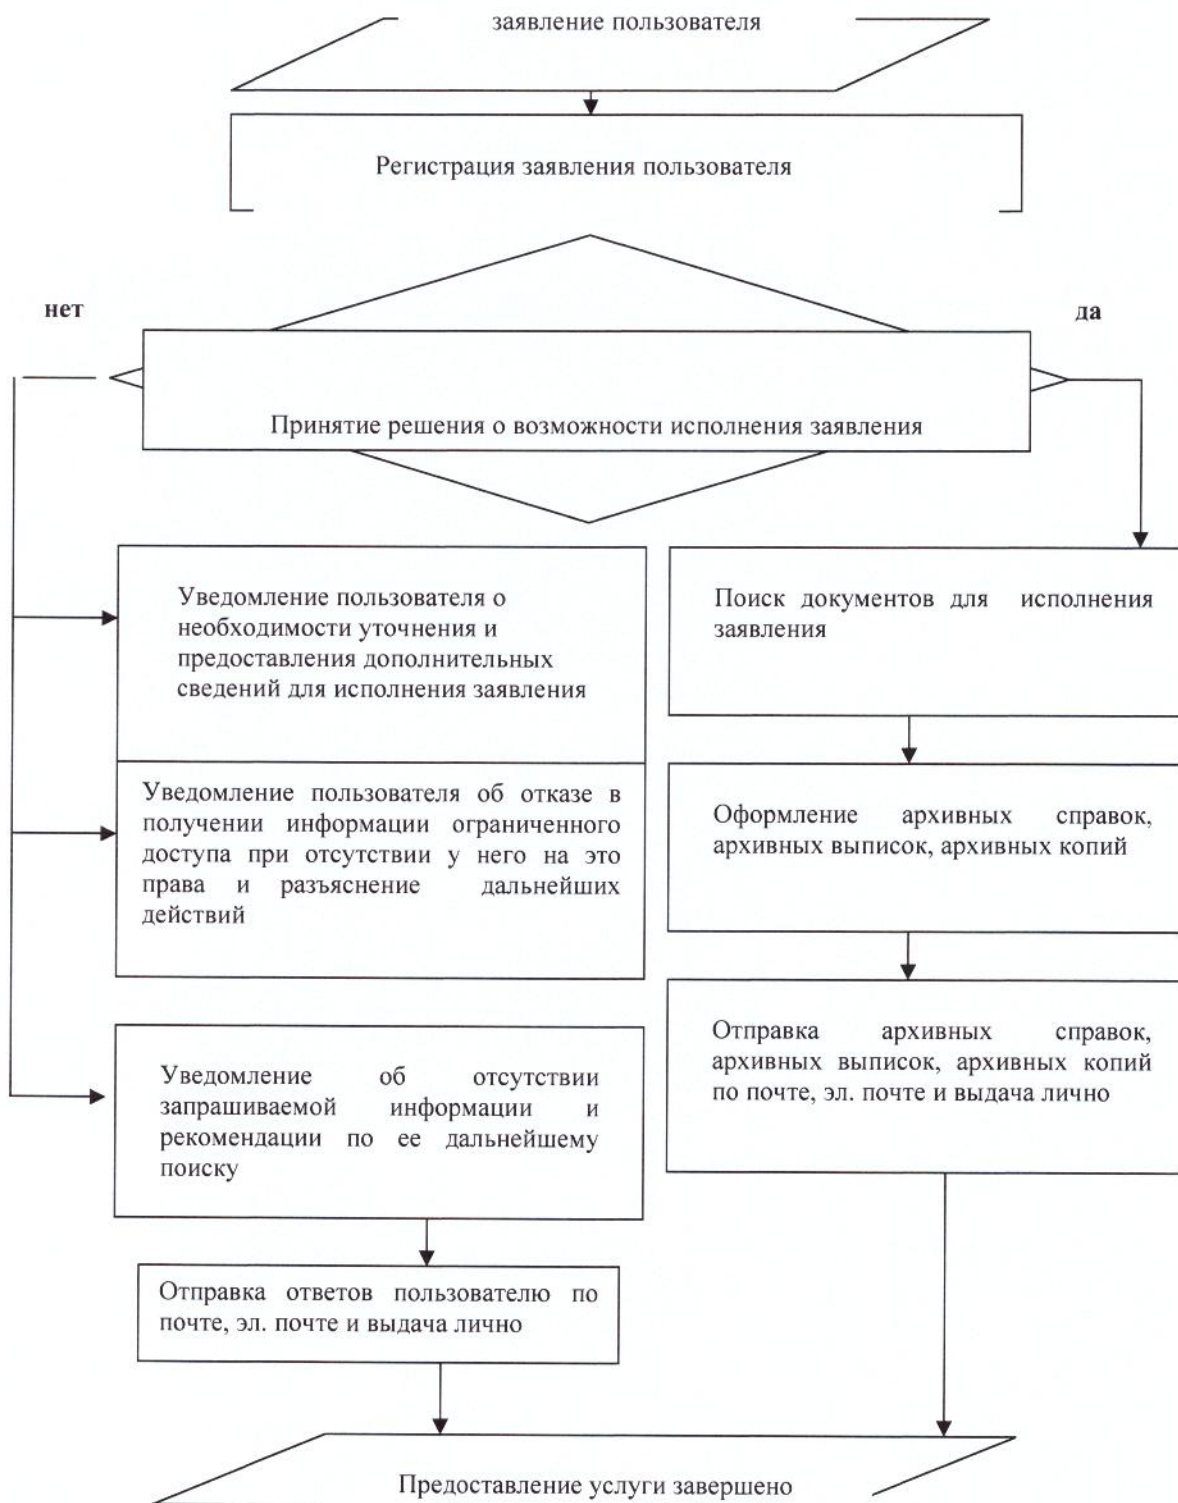 заявление пользователя
Регистрация заявления пользователя
нет
да
Принятие решения о возможности исполнения заявления
Уведомление пользователя о
необходимости уточнения и
предоставления дополнительных
сведений для исполнения заявления
Поиск документов для исполнения
заявления
Уведомление пользователя об отказе в
получении информации ограниченного
доступа при отсутствии у него на это
права и разъяснение дальнейших
действий
Оформление архивных справок,
архивных выписок, архивных копий
Отправка архивных справок,
архивных выписок, архивных копий
по почте, эл. почте и выдача лично
Уведомление об отсутствии
запрашиваемой информации и
рекомендации по ее дальнейшему
поиску
Отправка ответов пользователю по
почте, эл. почте и выдача лично
Предоставление услуги завершено